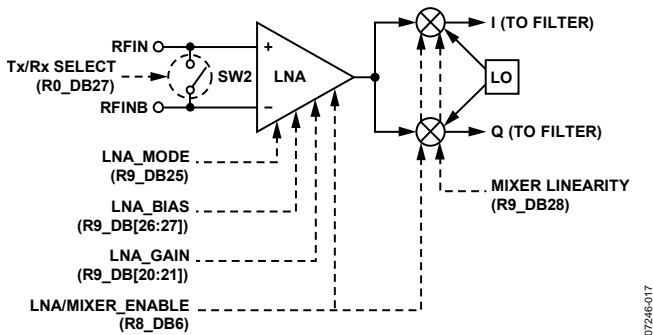 RFIN
Tx/Rx SELECT
(R0_DB27)
RFINB
SW2
+
LNA
−
I (TO FILTER)
LO
Q (TO FILTER)
LNA_MODE
(R9_DB25)
LNA_BIAS
(R9_DB[26:27])
LNA_GAIN
(R9_DB[20:21])
LNA/MIXER_ENABLE
(R8_DB6)
MIXER LINEARITY
(R9_DB28)
07246-017